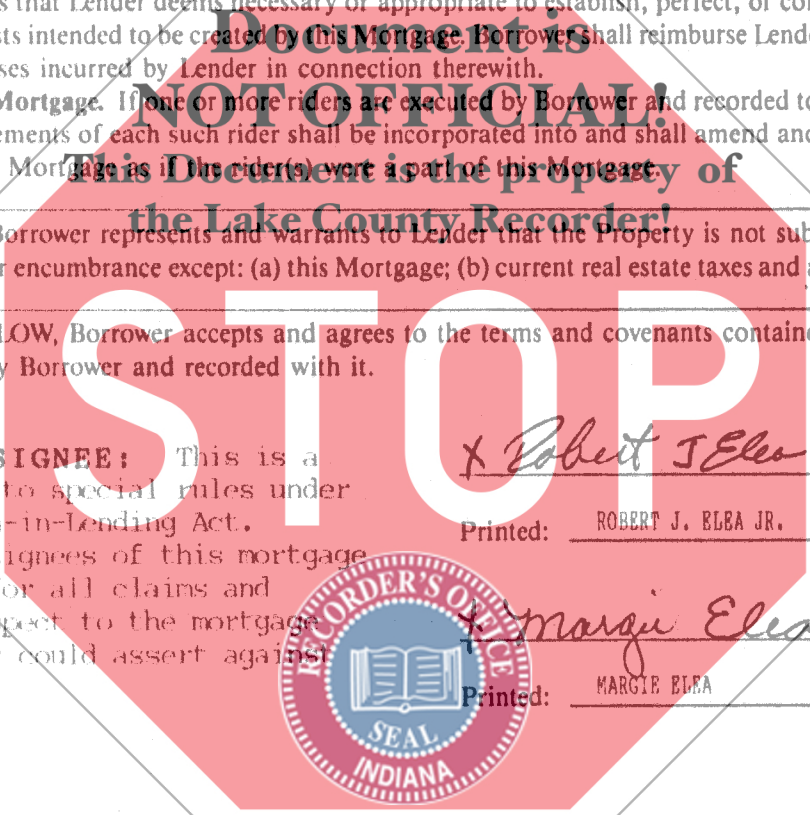 s that Lender deems necessary or appropriate to establish, perfect, or co
Document is
sts intended to be created by this Mortgage. Borrower shall reimburse Lend
ses incurred by Lender in connection therewith.
NOT OFFICIAL!
Mortgage. If one or more riders are executed by Borrower and recorded to
ements of each such rider shall be incorporated into and shall amend and
This Document is the property of
Mortgage as if the rider(s) were a part of this Mortgage.
the Lake County Recorder!
Borrower represents and warrants to Lender that the Property is not sub
r encumbrance except: (a) this Mortgage; (b) current real estate taxes and
STOP
LOW, Borrower accepts and agrees to the terms and covenants containe
y Borrower and recorded with it.
SIGNEE: This is a
to special rules under
-in-Lending Act.
ignees of this mortgage
or all claims and
pect to the mortgage
could assert against
X Robert J Elea
Printed: ROBERT J. ELEA JR.
X Margie Elea
Printed: MARGIE ELEA
RECORDER'S OFFICE
SEAL
INDIANA